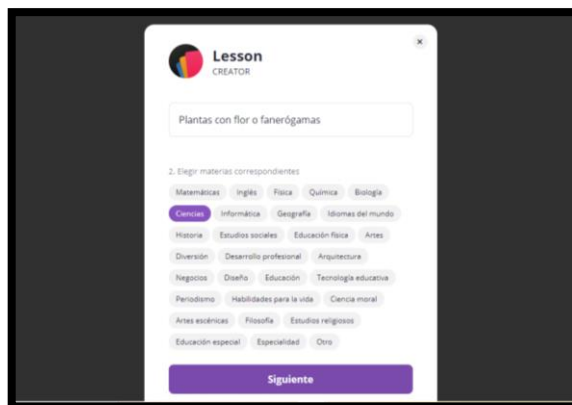 Lesson
CREATOR
Plantas con flor o fanerógamas
2. Elegir materias correspondientes
Matemáticas Inglés Física Química Biología
Ciencias Informática Geografía Idiomas del mundo
Historia Estudios sociales Educación física Artes
Diversión Desarrollo profesional Arquitectura
Negocios Diseño Educación Tecnología educativa
Periodismo Habilidades para la vida Ciencia moral
Artes escénicas Filosofía Estudios religiosos
Educación especial Especialidad Otro
Siguiente